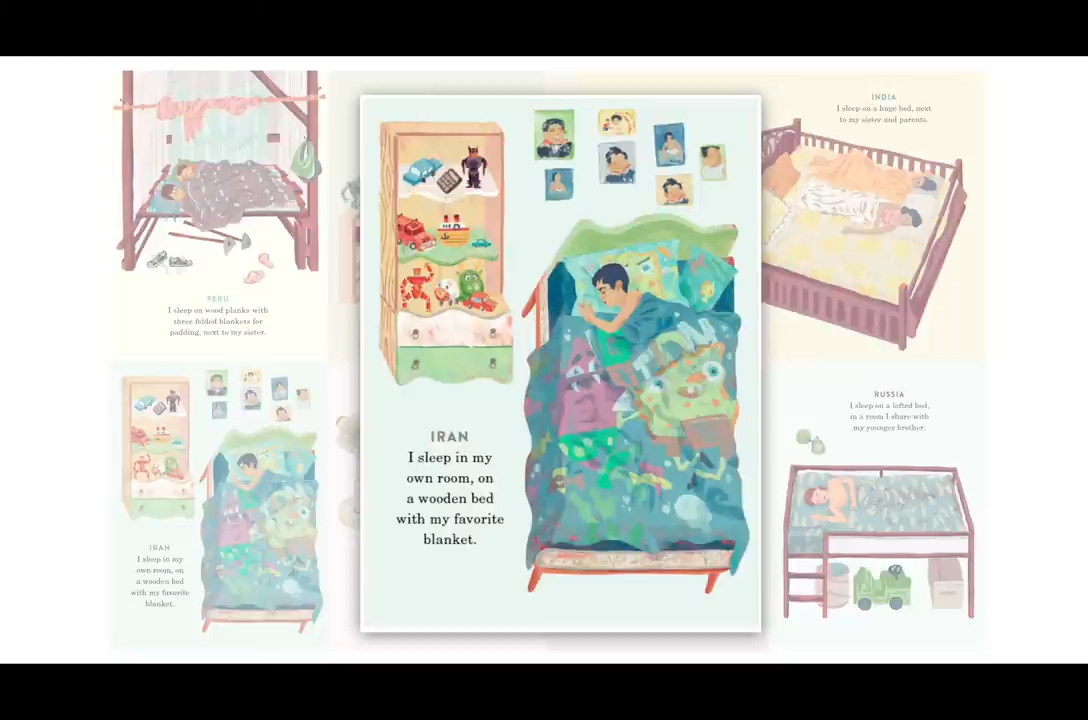 INDIA
I sleep on a huge bed, next
to my sister and parents.
PERU
I sleep on wood planks with
three folded blankets for
padding, next to my sister.
IRAN
I sleep in my
own room, on
a wooden bed
with my favorite
blanket.
RUSSIA
I sleep on a lofted bed,
in a room I share with
my younger brother.
IRAN
I sleep in my
own room, on
a wooden bed
with my favorite
blanket.